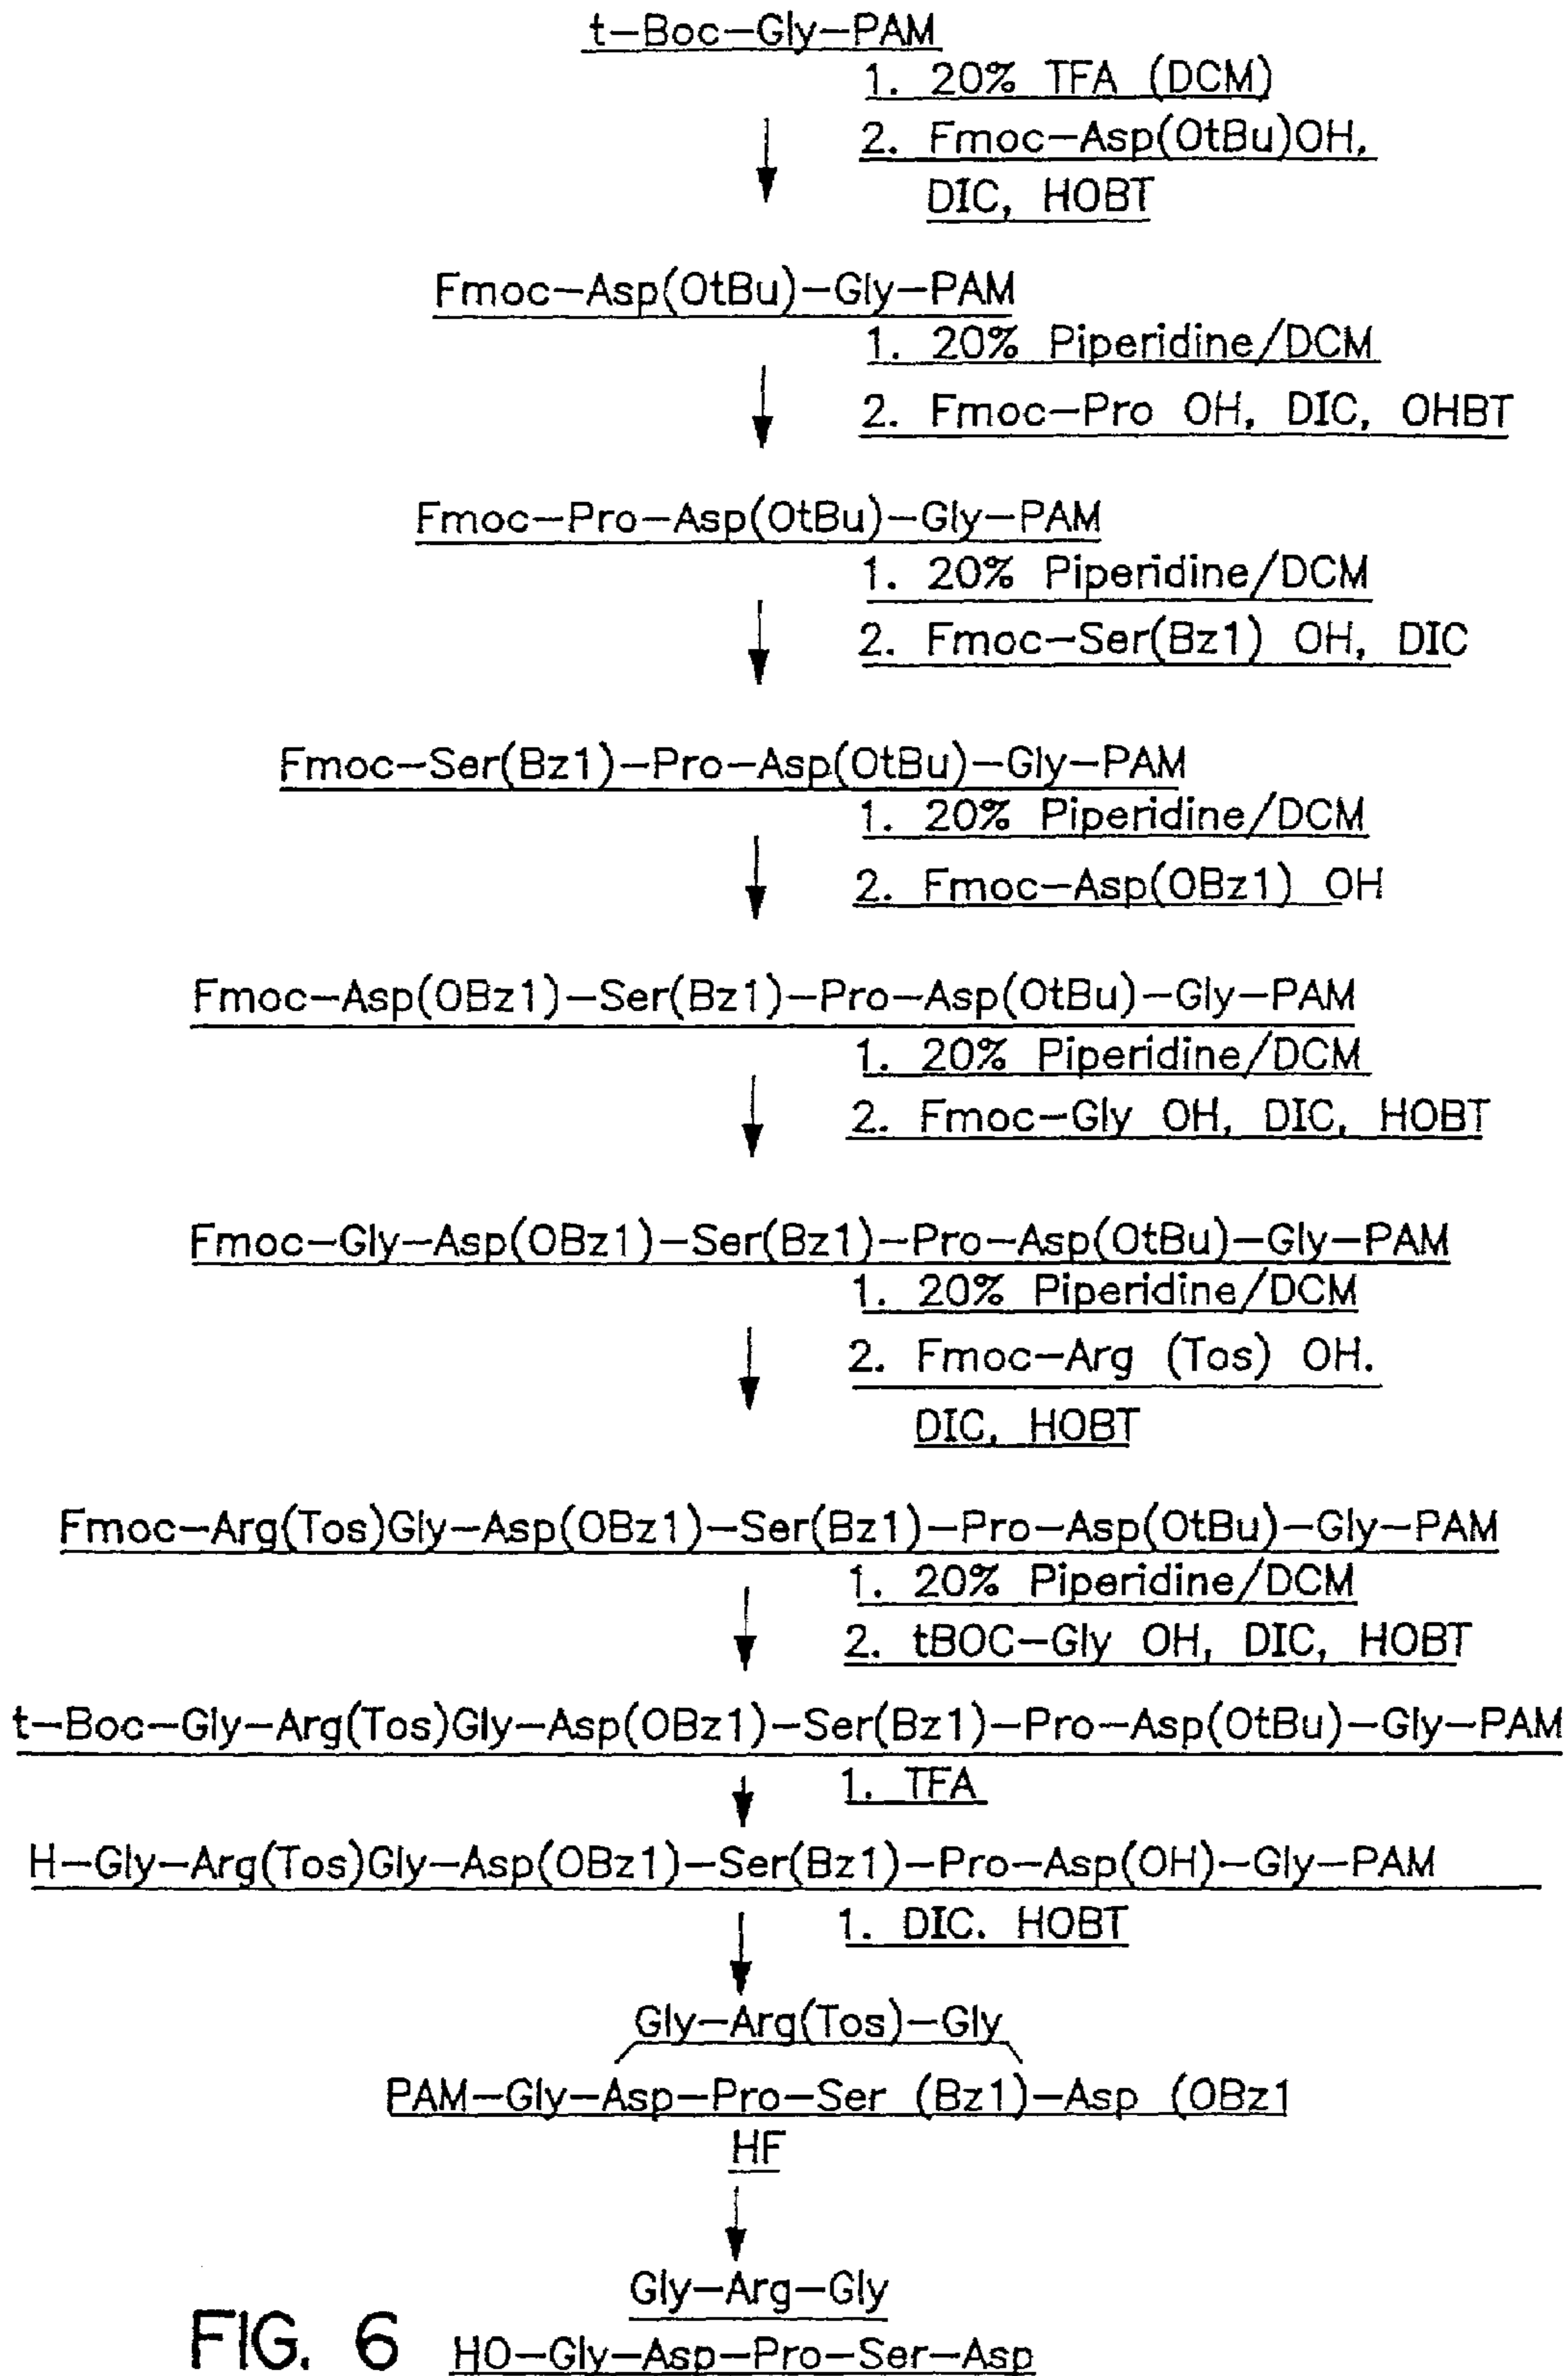 t-Boc-Gly-PAM
1. 20% TFA (DCM)
2. Fmoc-Asp(OtBu)OH,
DIC, HOBT
Fmoc-Asp(OtBu)-Gly-PAM
1. 20% Piperidine/DCM
2. Fmoc-Pro OH, DIC, OHBT
Fmoc-Pro-Asp(OtBu)-Gly-PAM
1. 20% Piperidine/DCM
2. Fmoc-Ser(Bz1) OH, DIC
Fmoc-Ser(Bz1)-Pro-Asp(OtBu)-Gly-PAM
1. 20% Piperidine/DCM
2. Fmoc-Asp(OBz1) OH
Fmoc-Asp(OBz1)-Ser(Bz1)-Pro-Asp(OtBu)-Gly-PAM
1. 20% Piperidine/DCM
2. Fmoc-Gly OH, DIC, HOBT
Fmoc-Gly-Asp(OBz1)-Ser(Bz1)-Pro-Asp(OtBu)-Gly-PAM
1. 20% Piperidine/DCM
2. Fmoc-Arg (Tos) OH.
DIC, HOBT
Fmoc-Arg(Tos)Gly-Asp(OBz1)-Ser(Bz1)-Pro-Asp(OtBu)-Gly-PAM
1. 20% Piperidine/DCM
2. tBOC-Gly OH, DIC, HOBT
t-Boc-Gly-Arg(Tos)Gly-Asp(OBz1)-Ser(Bz1)-Pro-Asp(OtBu)-Gly-PAM
1. TFA
H-Gly-Arg(Tos)Gly-Asp(OBz1)-Ser(Bz1)-Pro-Asp(OH)-Gly-PAM
1. DIC. HOBT
Gly-Arg(Tos)-Gly
PAM-Gly-Asp-Pro-Ser (Bz1)-Asp (OBz1
HF
Gly-Arg-Gly
HO-Gly-Asp-Pro-Ser-Asp
FIG. 6